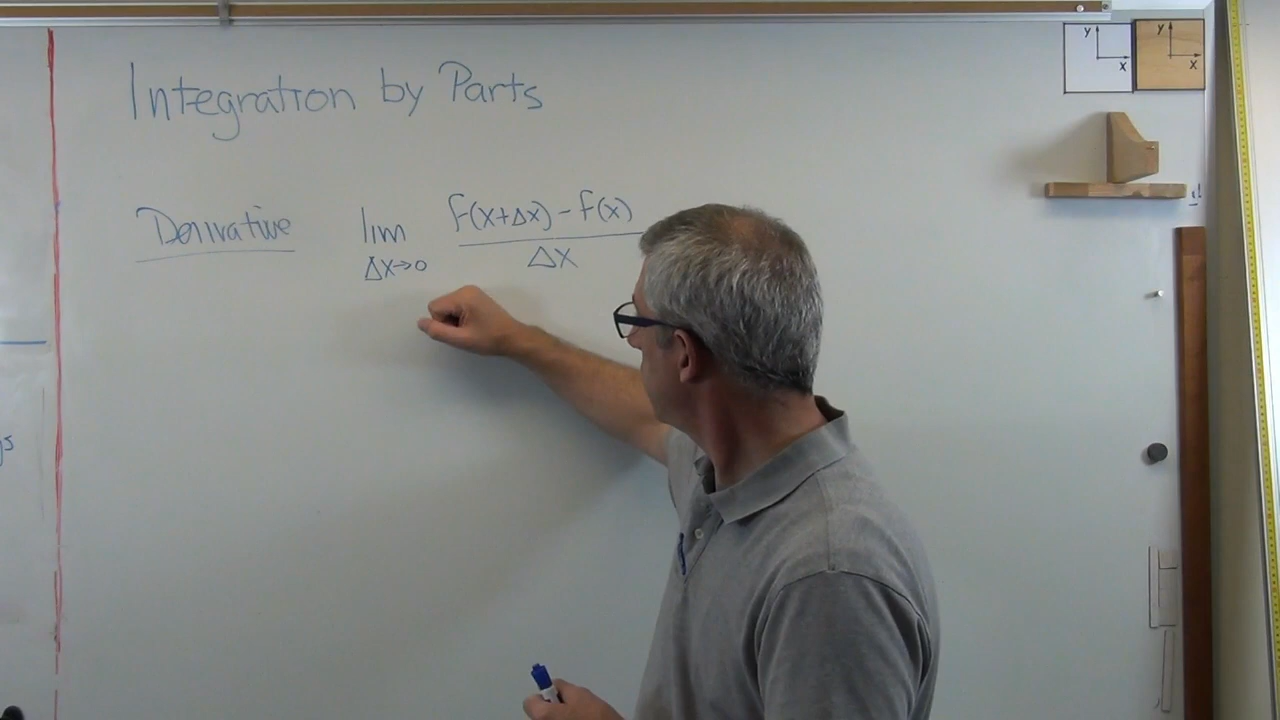 Integration by Parts
Derivative lim f(x+Δx) - f(x)
Δx→0 Δx
y x
y x